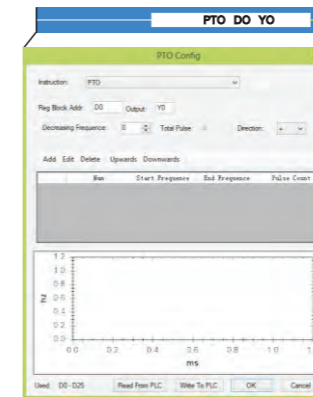 PTO DO YO
PTO Config
Instruction: PTO
Reg Block Addr: D0 Output: Y0
Decreasing Frequence: 0 Total Pulse: Direction: +
Add Edit Delete Upwards Downwards
Num Start Frequence End Frequence Pulse Count
1.2
1.0
0.8
hz 0.6
0.4
0.2
0.0
0.0 0.2 0.4 0.6 0.8 1.0
ms
Used: D0-D25 Read From PLC Write To PLC OK Cancel